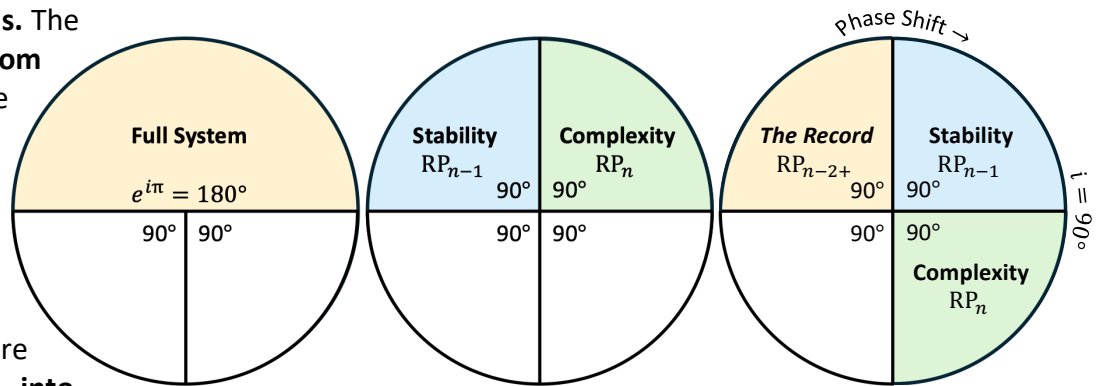 s. The
om
e
re
into
Full System
e^{iπ} = 180°
90° 90°
Stability
RP_{n−1}
90°
Complexity
RP_n
90°
90° 90°
Phase Shift →
The Record
RP_{n−2+}
90°
Stability
RP_{n−1}
90°
i = 90°
90° 90°
Complexity
RP_n